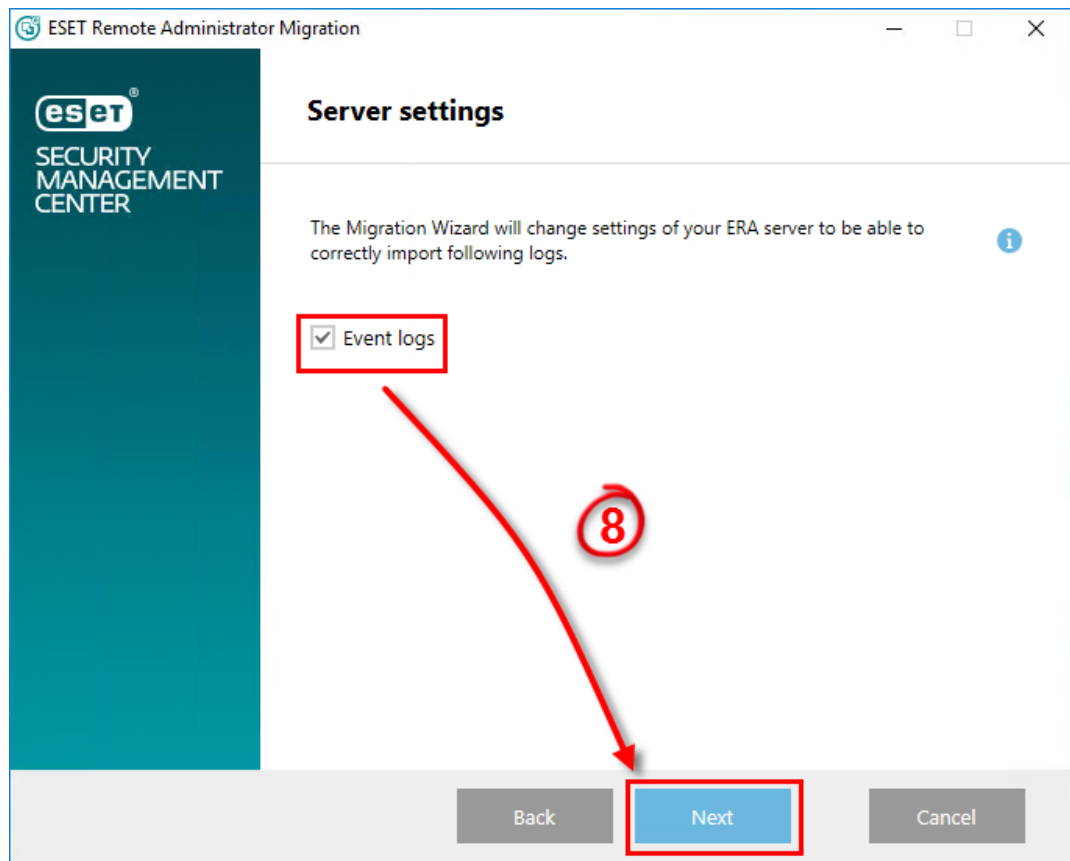 ESET Remote Administrator Migration
eseT®
SECURITY
MANAGEMENT
CENTER
Server settings
The Migration Wizard will change settings of your ERA server to be able to
correctly import following logs.
i
Event logs
8
Back Next Cancel